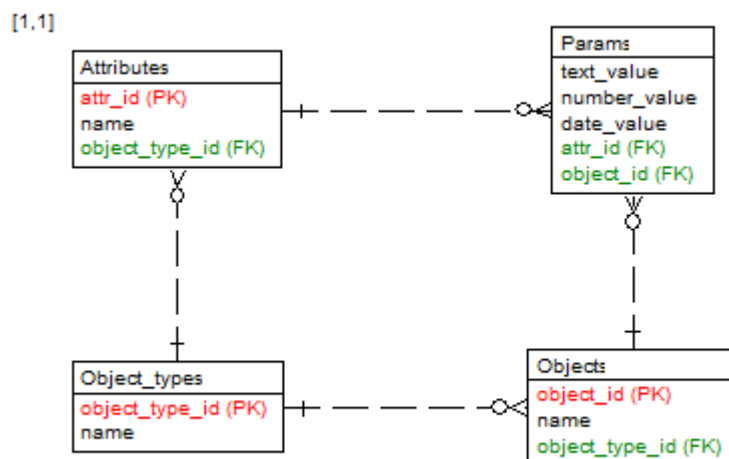 [1,1]
Attributes
attr_id (PK)
name
object_type_id (FK)
Params
text_value
number_value
date_value
attr_id (FK)
object_id (FK)
Object_types
object_type_id (PK)
name
Objects
object_id (PK)
name
object_type_id (FK)